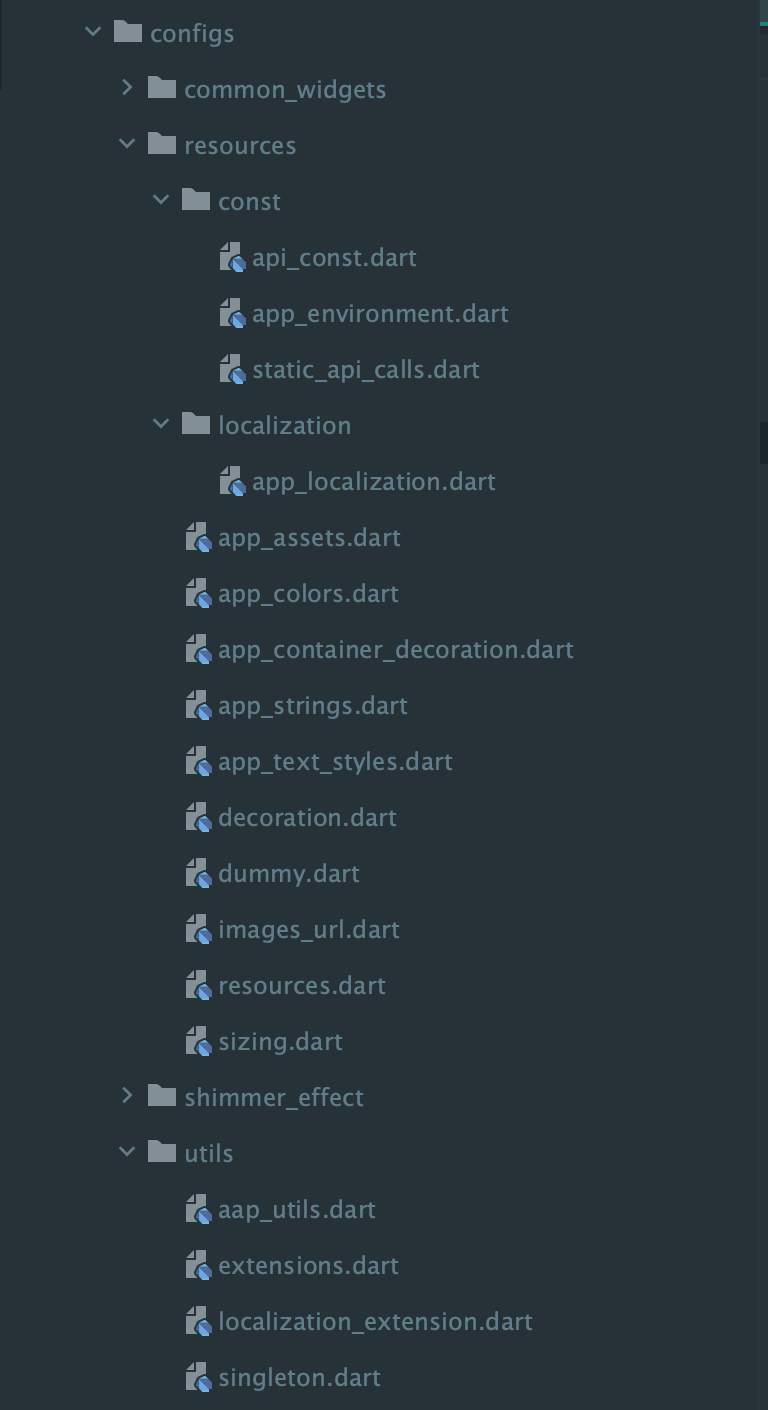 configs
common_widgets
resources
const
api_const.dart
app_environment.dart
static_api_calls.dart
localization
app_localization.dart
app_assets.dart
app_colors.dart
app_container_decoration.dart
app_strings.dart
app_text_styles.dart
decoration.dart
dummy.dart
images_url.dart
resources.dart
sizing.dart
shimmer_effect
utils
aap_utils.dart
extensions.dart
localization_extension.dart
singleton.dart